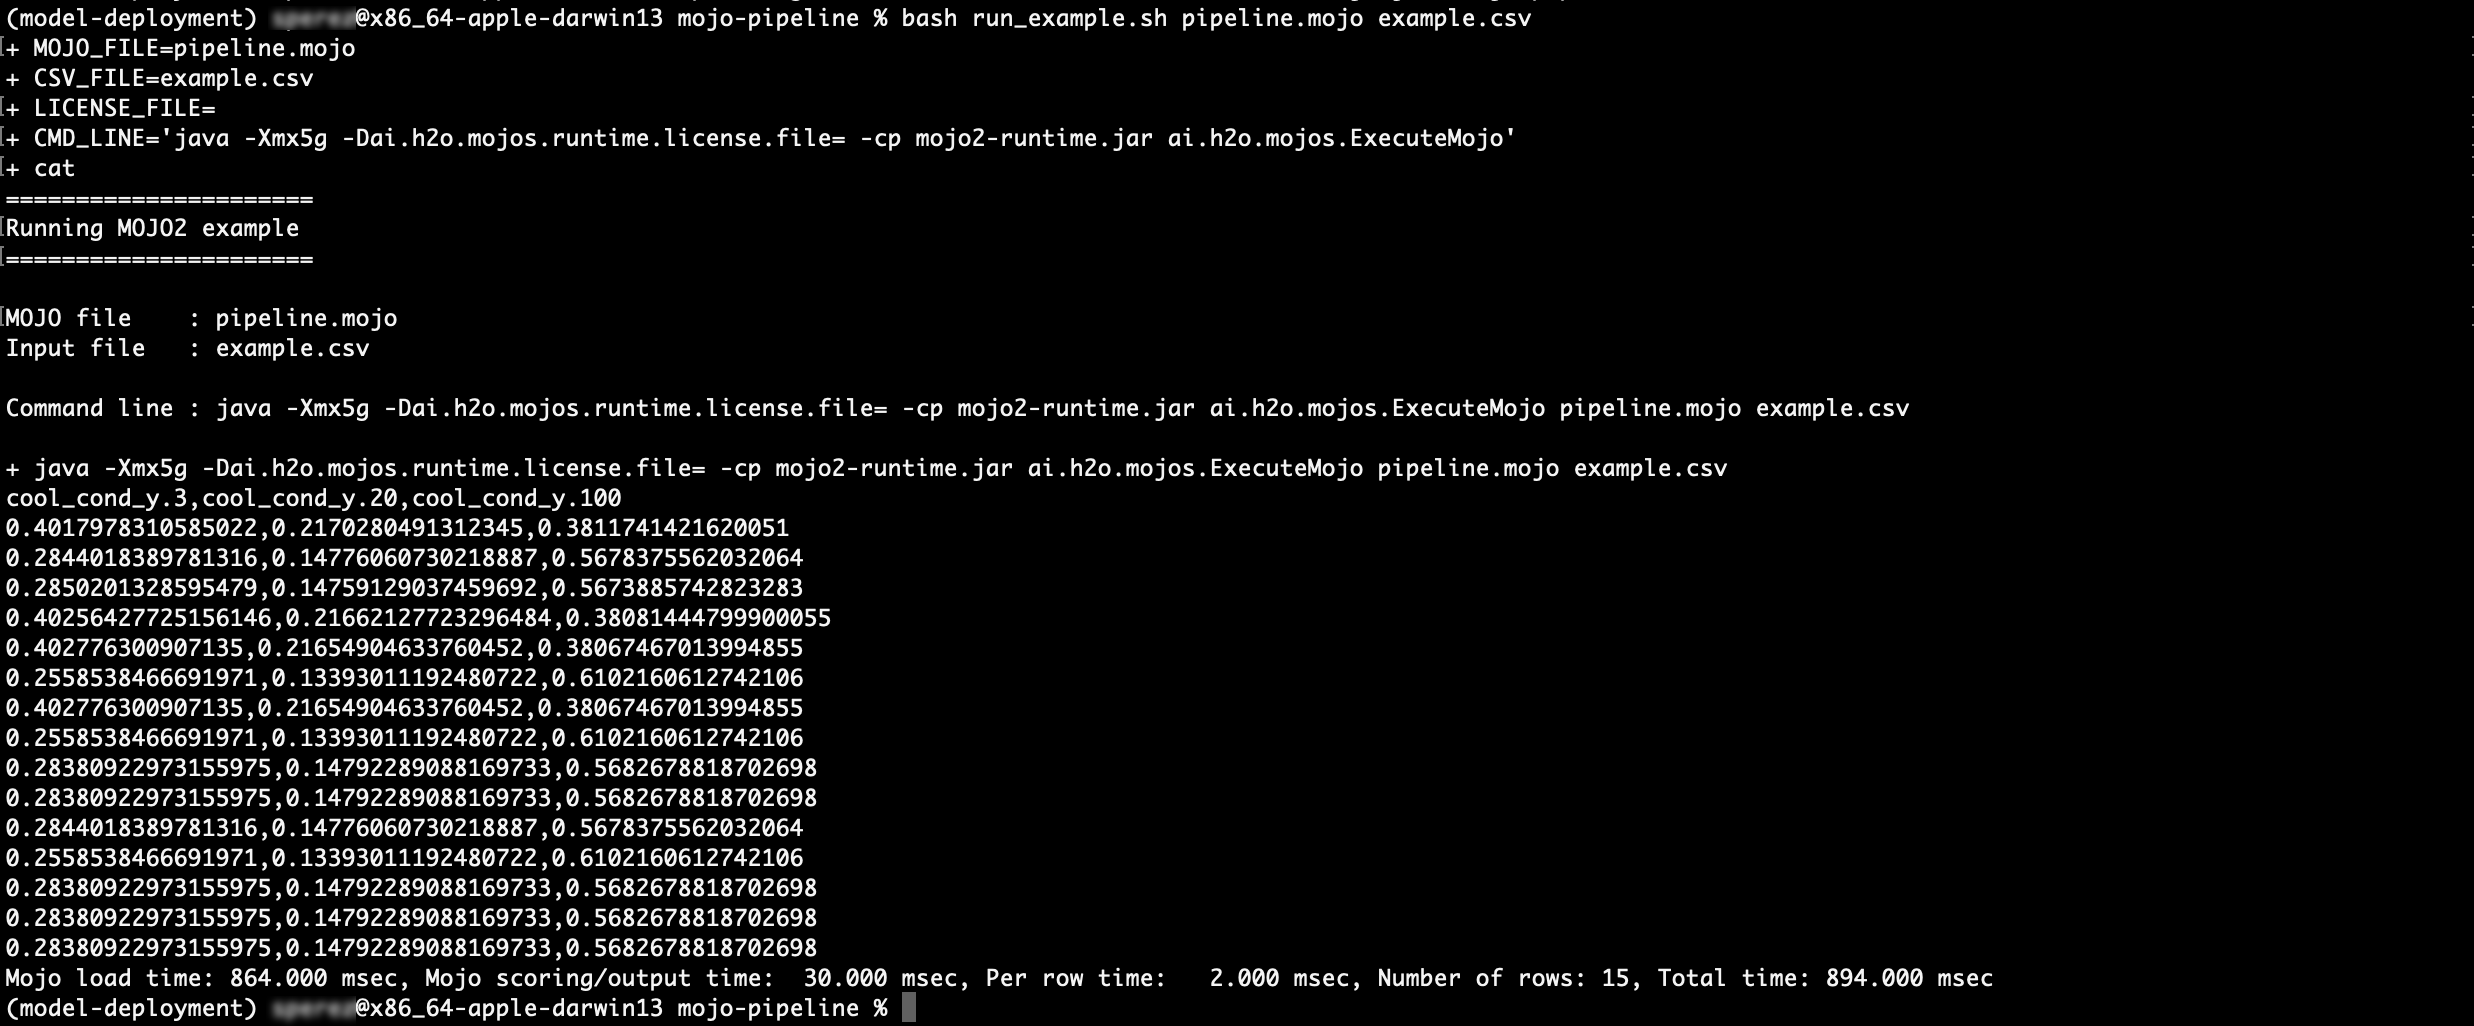 (model-deployment) @x86_64-apple-darwin13 mojo-pipeline % bash run_example.sh pipeline.mojo example.csv
+ MOJO_FILE=pipeline.mojo
+ CSV_FILE=example.csv
+ LICENSE_FILE=
+ CMD_LINE='java -Xmx5g -Dai.h2o.mojos.runtime.license.file= -cp mojo2-runtime.jar ai.h2o.mojos.ExecuteMojo'
+ cat
======================
Running MOJO2 example
======================
MOJO file    : pipeline.mojo
Input file   : example.csv
Command line : java -Xmx5g -Dai.h2o.mojos.runtime.license.file= -cp mojo2-runtime.jar ai.h2o.mojos.ExecuteMojo pipeline.mojo example.csv
+ java -Xmx5g -Dai.h2o.mojos.runtime.license.file= -cp mojo2-runtime.jar ai.h2o.mojos.ExecuteMojo pipeline.mojo example.csv
cool_cond_y.3,cool_cond_y.20,cool_cond_y.100
0.4017978310585022,0.2170280491312345,0.3811741421620051
0.2844018389781316,0.14776060730218887,0.5678375562032064
0.2850201328595479,0.14759129037459692,0.5673885742823283
0.40256427725156146,0.21662127723296484,0.38081444799900055
0.402776300907135,0.21654904633760452,0.38067467013994855
0.2558538466691971,0.13393011192480722,0.6102160612742106
0.402776300907135,0.21654904633760452,0.38067467013994855
0.2558538466691971,0.13393011192480722,0.6102160612742106
0.28380922973155975,0.14792289088169733,0.5682678818702698
0.28380922973155975,0.14792289088169733,0.5682678818702698
0.2844018389781316,0.14776060730218887,0.5678375562032064
0.2558538466691971,0.13393011192480722,0.6102160612742106
0.28380922973155975,0.14792289088169733,0.5682678818702698
0.28380922973155975,0.14792289088169733,0.5682678818702698
0.28380922973155975,0.14792289088169733,0.5682678818702698
Mojo load time: 864.000 msec, Mojo scoring/output time:  30.000 msec, Per row time:   2.000 msec, Number of rows: 15, Total time: 894.000 msec
(model-deployment) @x86_64-apple-darwin13 mojo-pipeline %